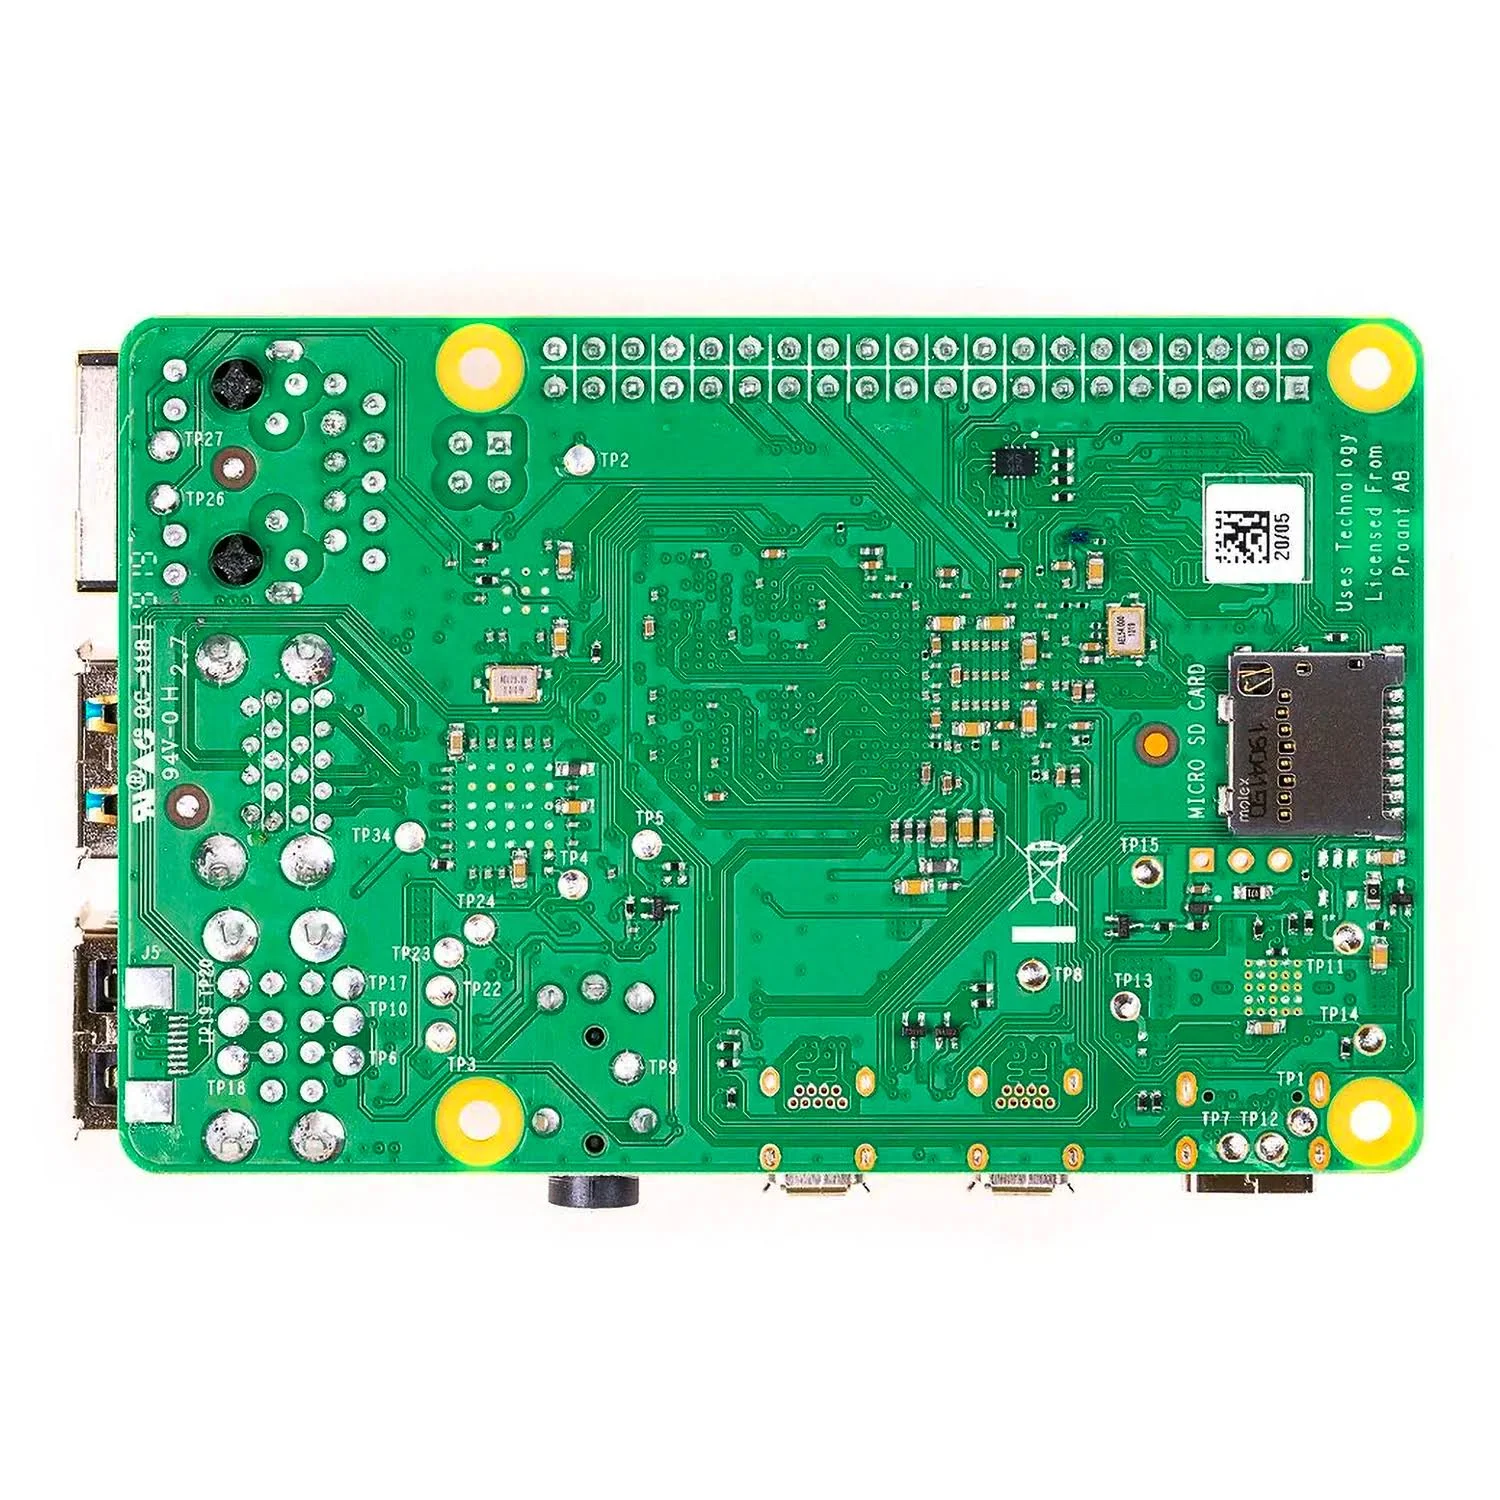 TP27
TP2
TP26
20/05
Uses Technology
Licensed From
Proant AB
94V-0
MICRO SD CARD
molex
TP34
TP5
TP4
TP15
TP24
TP23
J5
TP20
TP19
TP17
TP22
TP10
TP8
TP13
TP11
TP14
TP6
TP3
TP9
TP18
TP1
TP7 TP12